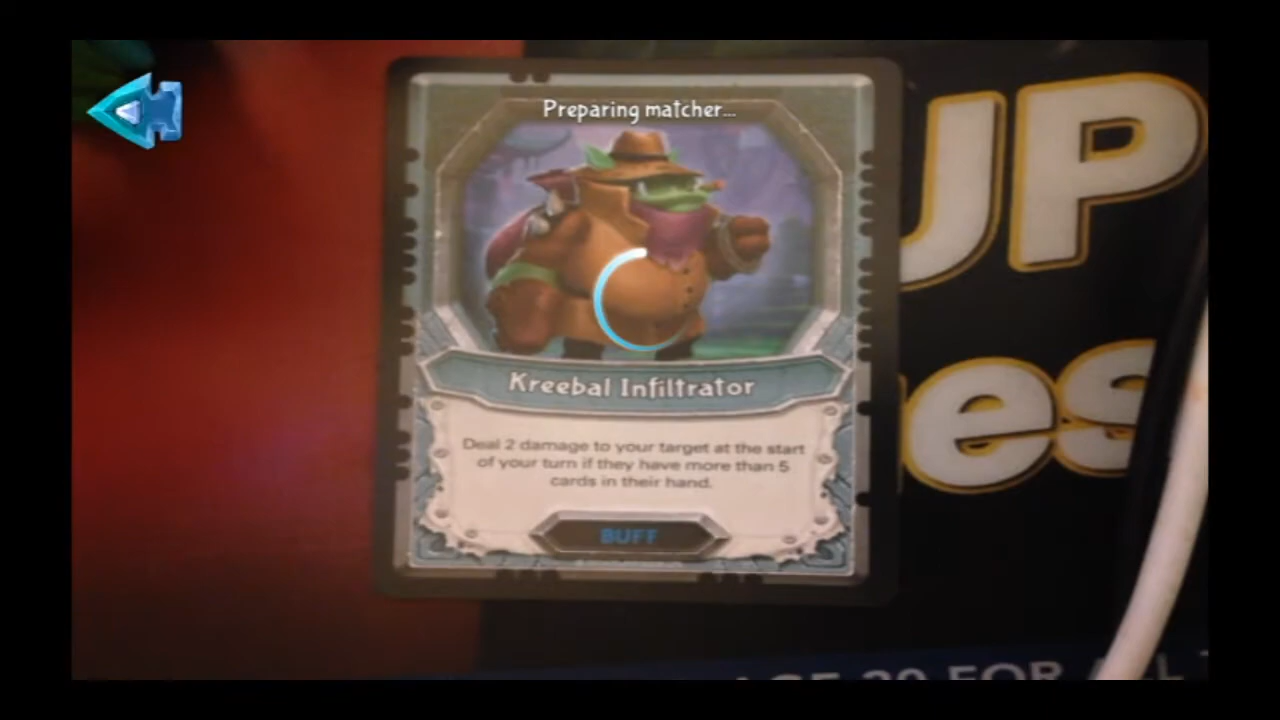 Preparing matcher...
UP
es
Kreebal Infiltrator
Deal 2 damage to your target at the start
of your turn if they have more than 5
cards in their hand.
BUFF
FOR